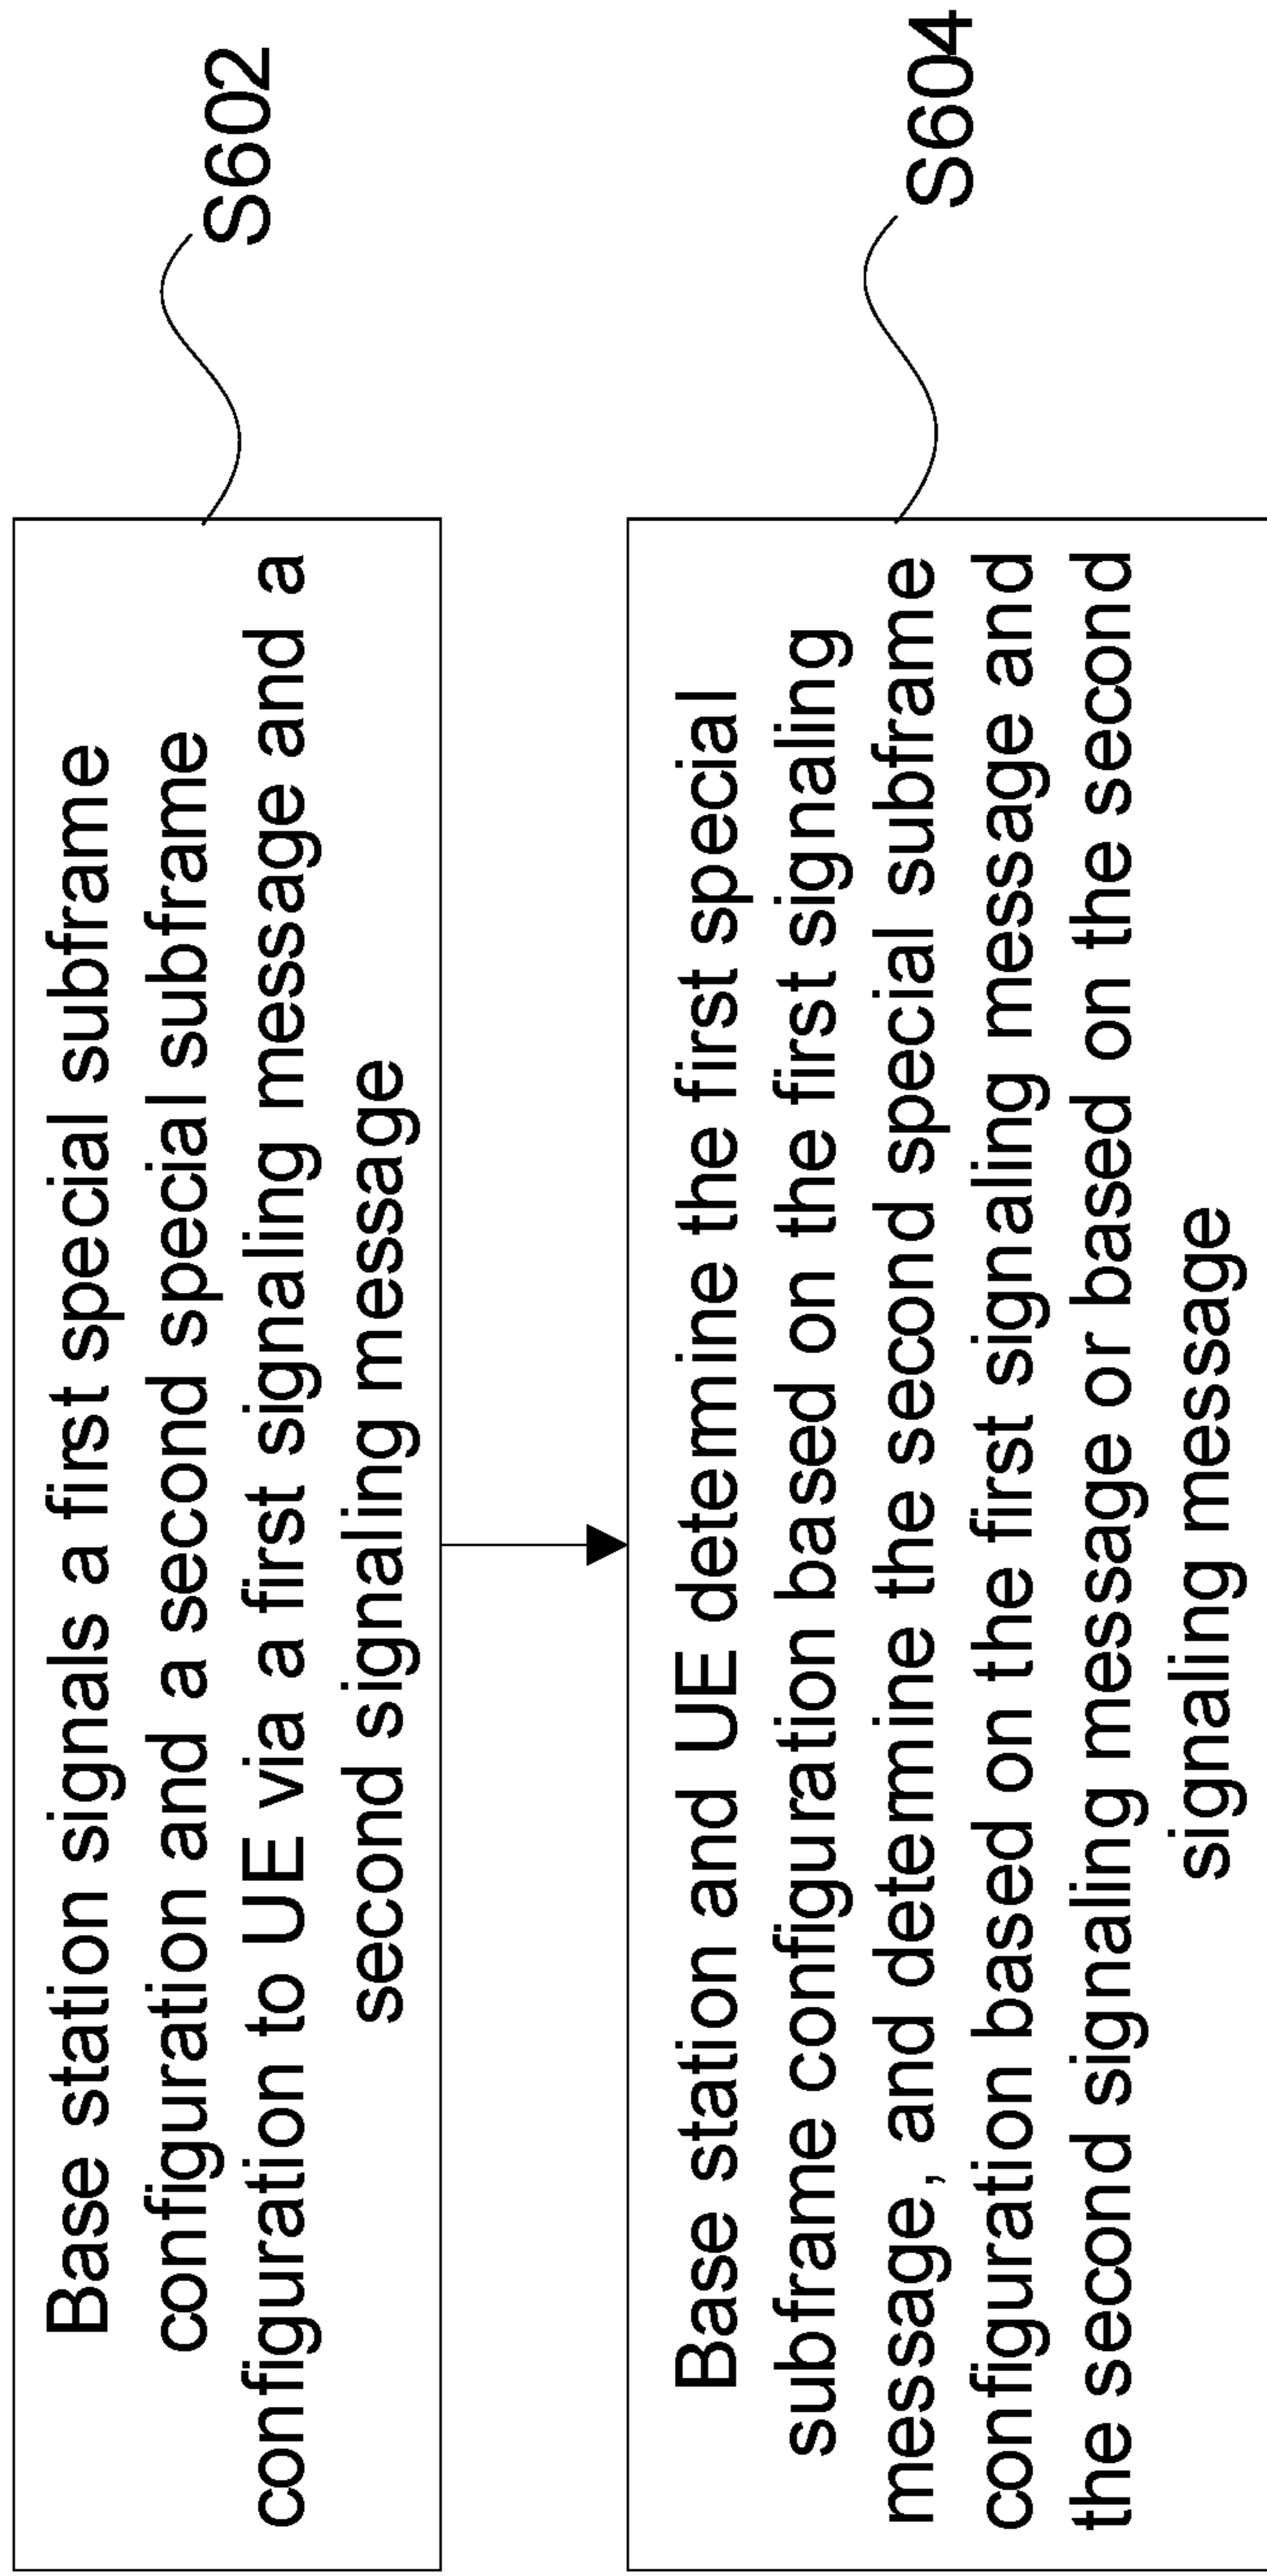 Base station signals a first special subframe
configuration and a second special subframe
configuration to UE via a first signaling message and a
second signaling message
S602
Base station and UE determine the first special
subframe configuration based on the first signaling
message, and determine the second special subframe
configuration based on the first signaling message and
the second signaling message or based on the second
signaling message
S604